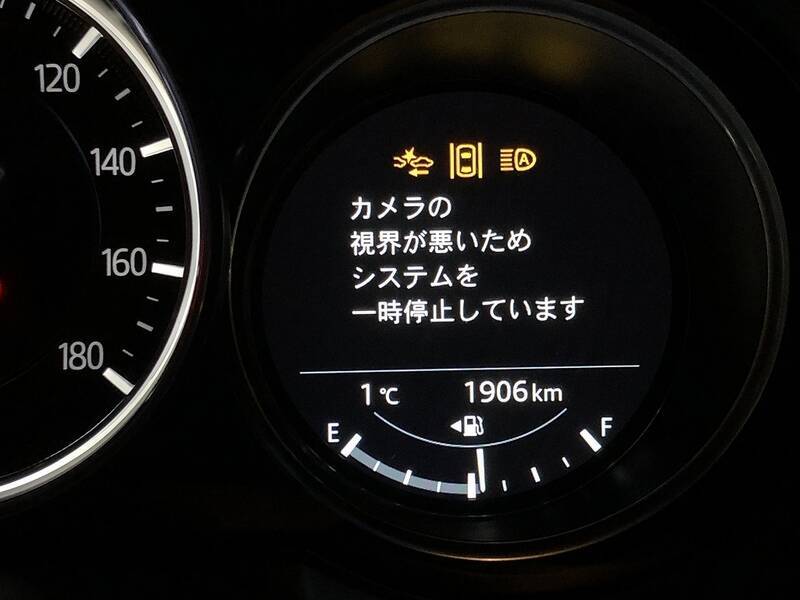 120
140
160
180
A
カメラの
視界が悪いため
システムを
一時停止しています
1℃ 1906km
E F